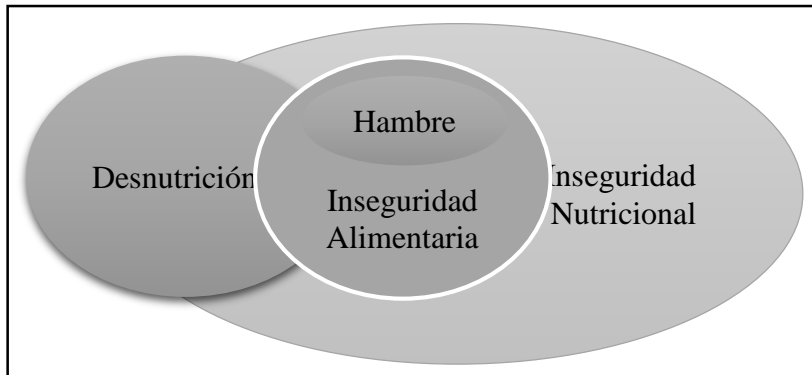 Hambre
Desnutrición
Inseguridad
Alimentaria
Inseguridad
Nutricional